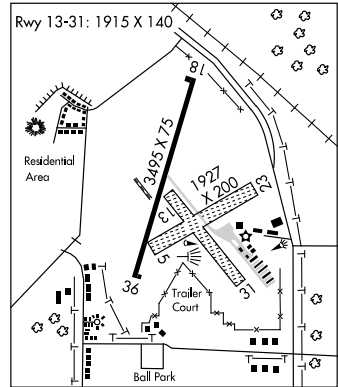 Rwy 13-31: 1915 X 140
18
3495 X 75
Residential
Area
1927
X 200
23
13
5
36
31
Trailer
Court
Ball Park